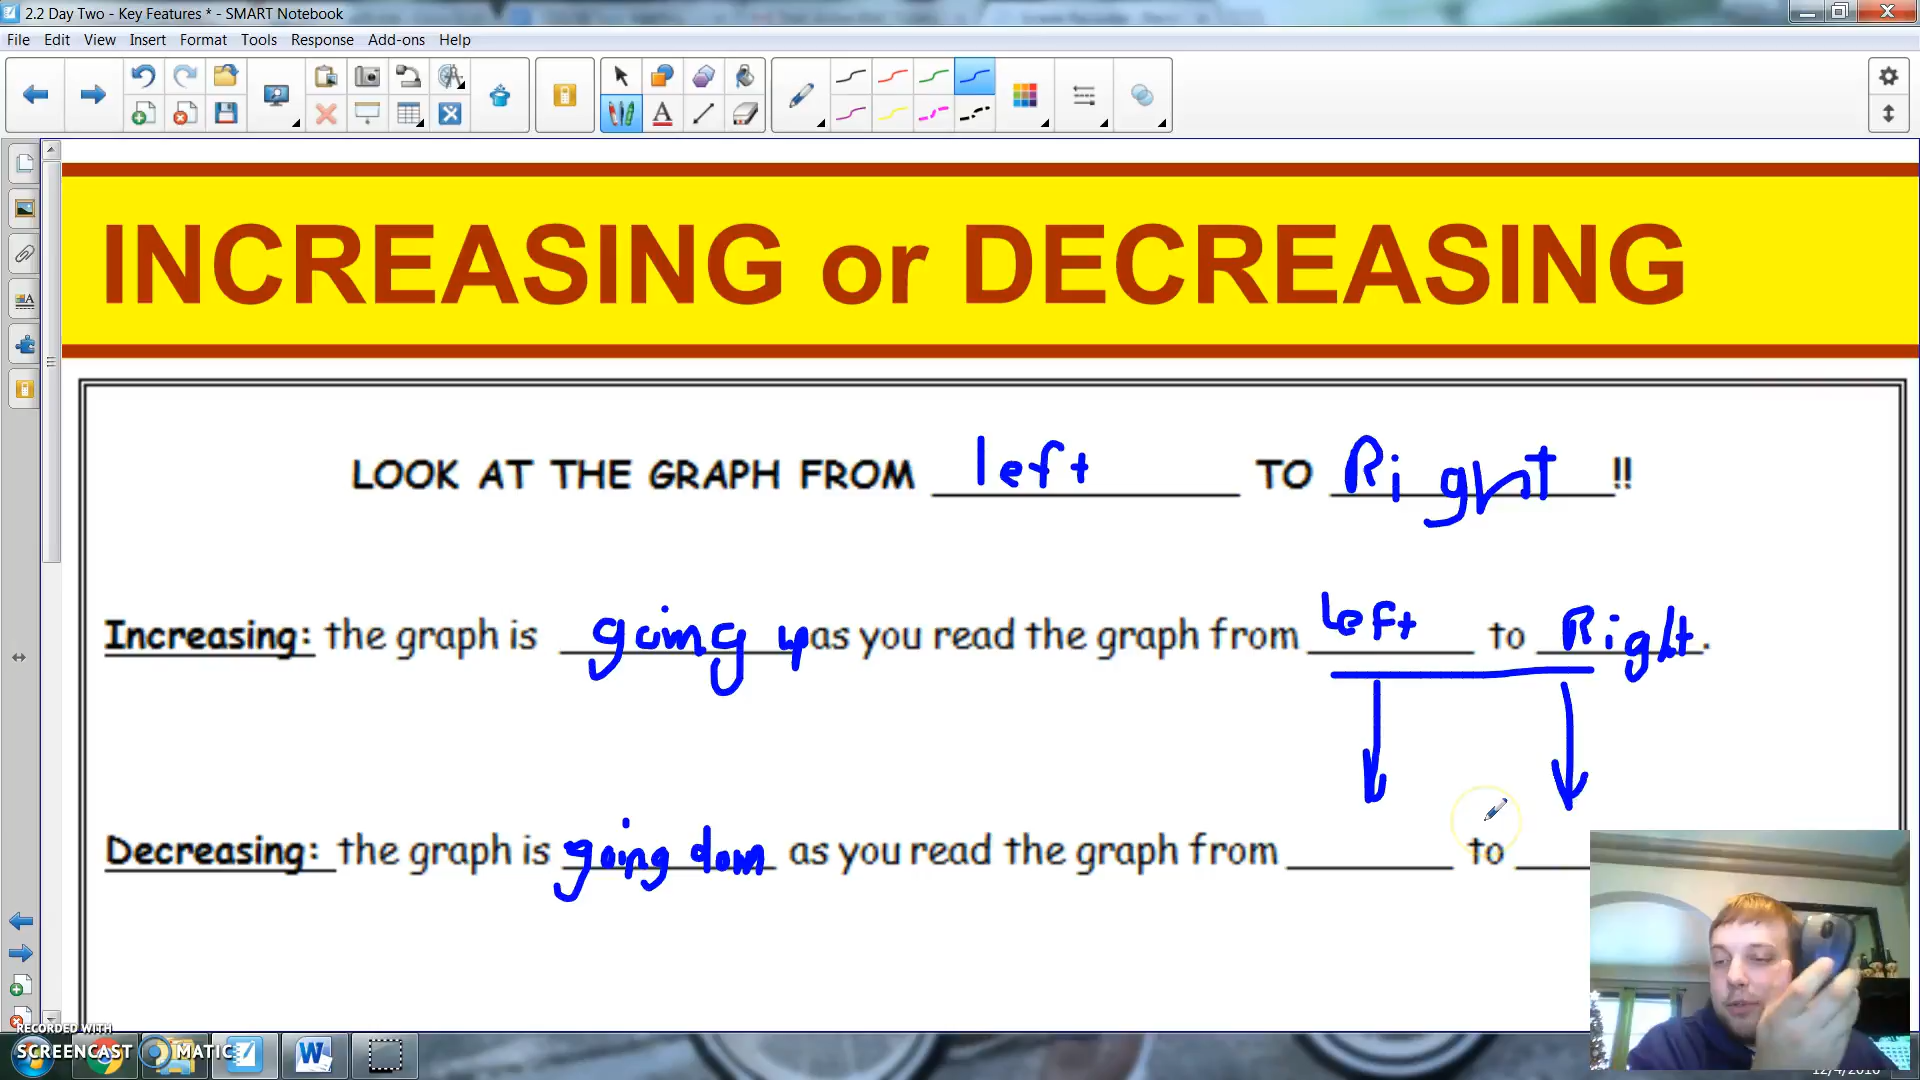 2.2 Day Two - Key Features * - SMART Notebook
File Edit View Insert Format Tools Response Add-ons Help
INCREASING or DECREASING
LOOK AT THE GRAPH FROM left TO Right !!
Increasing: the graph is going up as you read the graph from left to Right.
Decreasing: the graph is going down as you read the graph from ______ to ______
RECORDED WITH
SCREENCAST MATIC